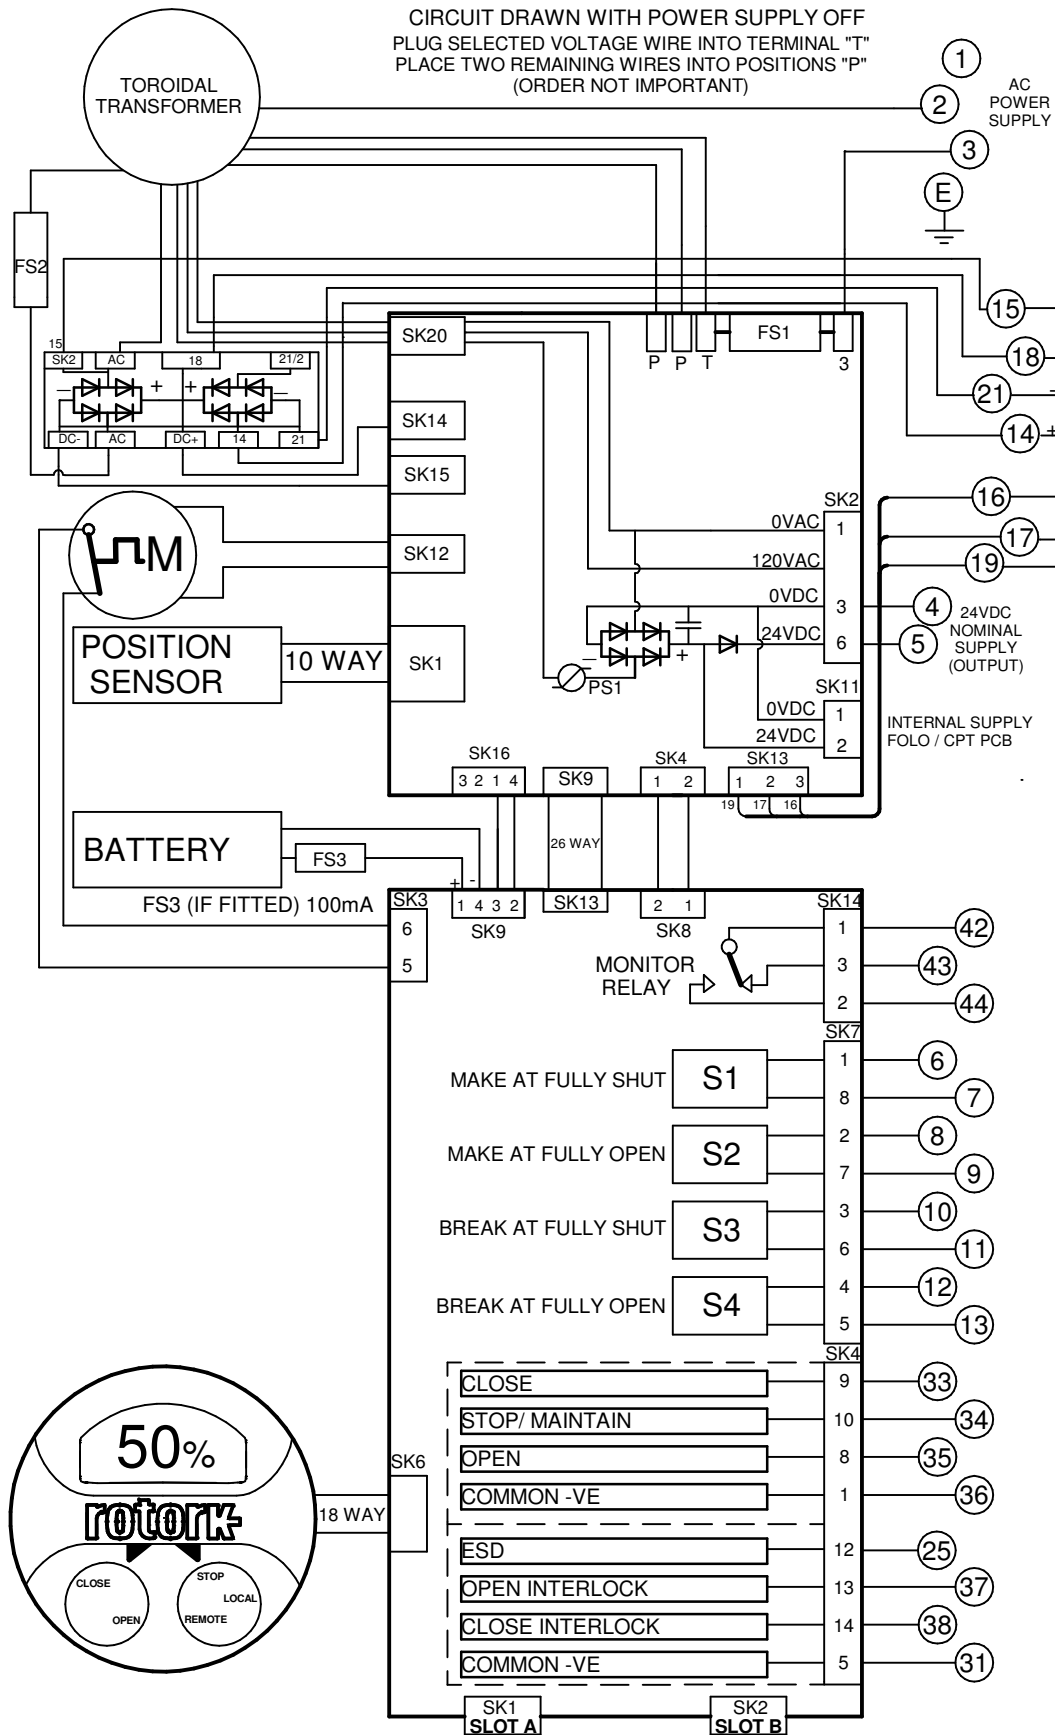 CIRCUIT DRAWN WITH POWER SUPPLY OFF
PLUG SELECTED VOLTAGE WIRE INTO TERMINAL "T"
PLACE TWO REMAINING WIRES INTO POSITIONS "P"
(ORDER NOT IMPORTANT)
TOROIDAL
TRANSFORMER
1
2
AC
POWER
SUPPLY
3
E
FS2
15
SK2
AC
18
21/2
–
+
+
–
DC-
AC
DC+
14
21
SK20
SK14
SK15
SK12
SK1
P
P
T
FS1
3
15
18
21
-
14
+
16
17
19
M
POSITION
SENSOR
10 WAY
SK2
0VAC
1
120VAC
0VDC
3
24VDC
6
–
+
PS1
4
5
24VDC
NOMINAL
SUPPLY
(OUTPUT)
SK11
0VDC
1
24VDC
2
INTERNAL SUPPLY
FOLO / CPT PCB
SK16
3 2 1 4
SK9
SK4
1 2
SK13
1 2 3
19 17 16
BATTERY
FS3
FS3 (IF FITTED) 100mA
26 WAY
+ -
SK3
6
5
1 4 3 2
SK9
SK13
2 1
SK8
MONITOR
RELAY
SK14
1
42
3
43
2
44
SK7
MAKE AT FULLY SHUT
S1
1
6
8
7
MAKE AT FULLY OPEN
S2
2
8
7
9
BREAK AT FULLY SHUT
S3
3
10
6
11
BREAK AT FULLY OPEN
S4
4
12
5
13
SK4
CLOSE
9
33
STOP/ MAINTAIN
10
34
OPEN
8
35
COMMON -VE
1
36
ESD
12
25
OPEN INTERLOCK
13
37
CLOSE INTERLOCK
14
38
COMMON -VE
5
31
50%
rotork
CLOSE
OPEN
STOP
LOCAL
REMOTE
18 WAY
SK6
SK1
SLOT A
SK2
SLOT B